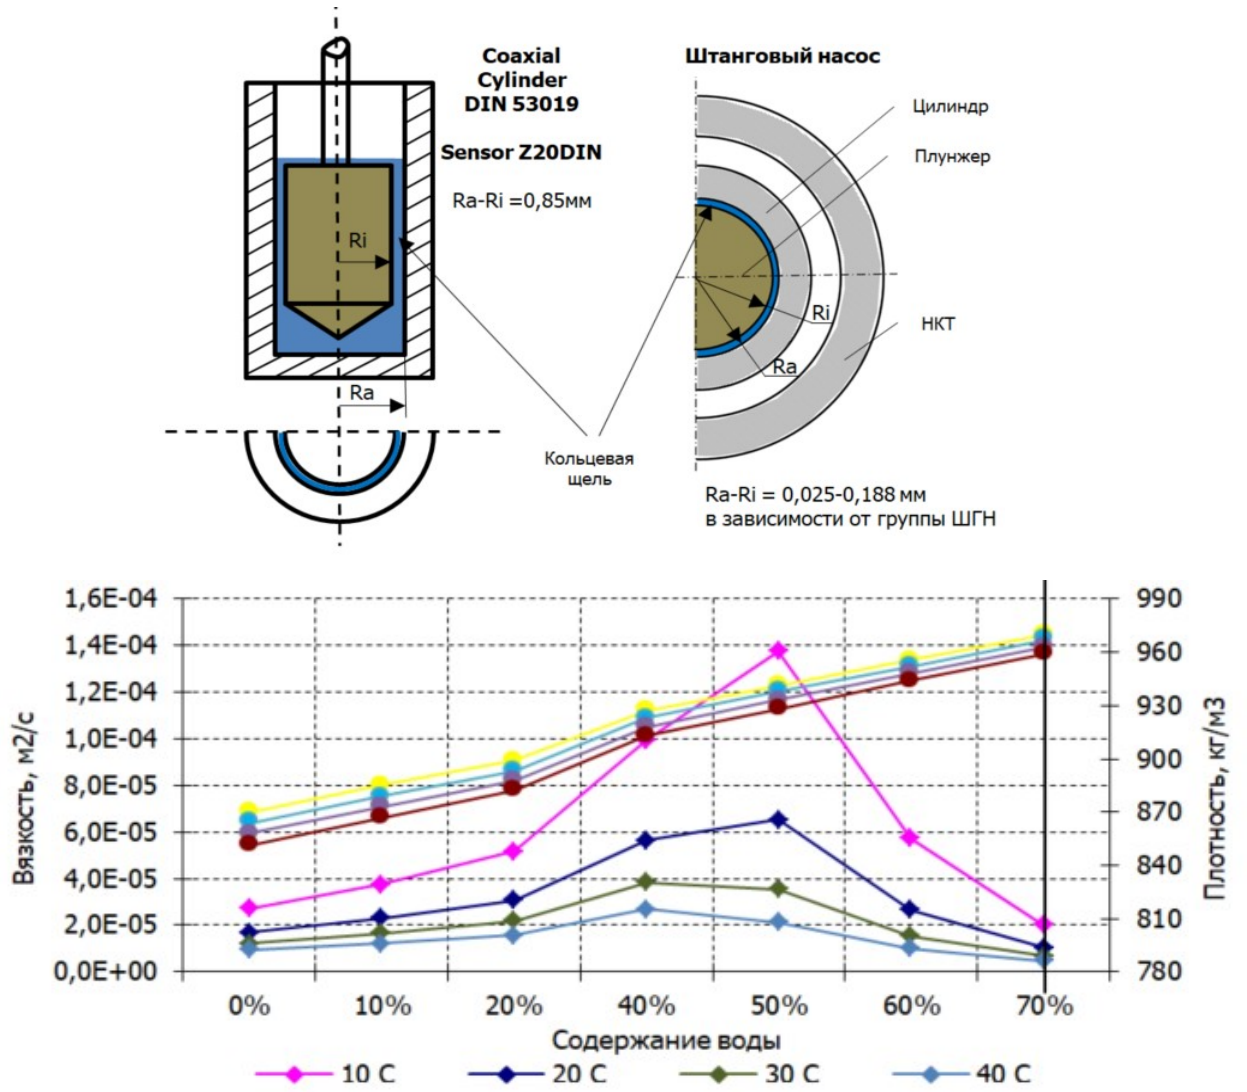 Coaxial
Cylinder
DIN 53019
Sensor Z20DIN
Ra-Ri =0,85мм
Ri
Ra
Штанговый насос
Цилиндр
Плунжер
Ri
НКТ
Ra
Кольцевая
щель
Ra-Ri = 0,025-0,188 мм
в зависимости от группы ШГН
Вязкость, м2/с
1,6E-04
1,4E-04
1,2E-04
1,0E-04
8,0E-05
6,0E-05
4,0E-05
2,0E-05
0,0E+00
990
960
930
900
870
840
810
780
Плотность, кг/м3
0% 10% 20% 40% 50% 60% 70%
Содержание воды
10 C 20 C 30 C 40 C